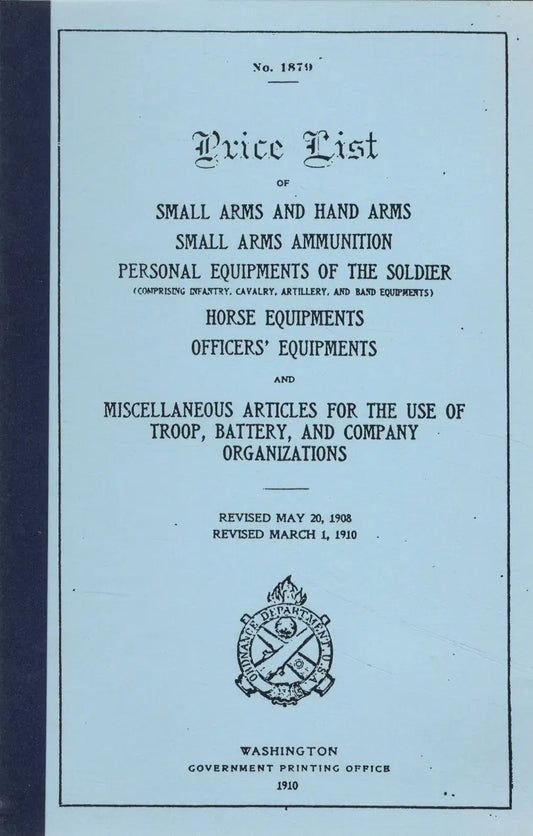 No. 1879
Price List
OF
SMALL ARMS AND HAND ARMS
SMALL ARMS AMMUNITION
PERSONAL EQUIPMENTS OF THE SOLDIER
(COMPRISING INFANTRY, CAVALRY, ARTILLERY, AND BAND EQUIPMENTS)
HORSE EQUIPMENTS
OFFICERS' EQUIPMENTS
AND
MISCELLANEOUS ARTICLES FOR THE USE OF
TROOP, BATTERY, AND COMPANY
ORGANIZATIONS
REVISED MAY 20, 1908
REVISED MARCH 1, 1910
ORDNANCE DEPARTMENT, U.S.A.
WASHINGTON
GOVERNMENT PRINTING OFFICE
1910